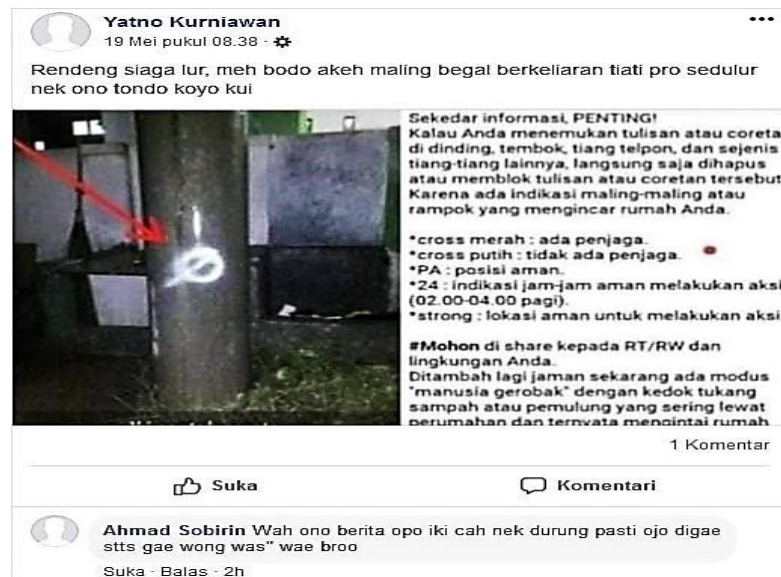 Yatno Kurniawan
19 Mei pukul 08.38 ·
Rendeng siaga lur, meh bodo akeh maling begal berkeliaran tiati pro sedulur
nek ono tondo koyo kui
Sekedar informasi, PENTING!
Kalau Anda menemukan tulisan atau coreta
di dinding, tembok, tiang telpon, dan sejenis
tiang-tiang lainnya, langsung saja dihapus
atau memblok tulisan atau coretan tersebut
Karena ada indikasi maling-maling atau
rampok yang mengincar rumah Anda.
*cross merah : ada penjaga.
*cross putih : tidak ada penjaga.
*PA : posisi aman.
*24 : indikasi jam-jam aman melakukan aksi
(02.00-04.00 pagi).
*strong : lokasi aman untuk melakukan aksi
#Mohon di share kepada RT/RW dan
lingkungan Anda.
Ditambah lagi jaman sekarang ada modus
"manusia gerobak" dengan kedok tukang
sampah atau pemulung yang sering lewat
perumahan dan ternyata mengintai rumah
1 Komentar
Suka
Komentari
Ahmad Sobirin Wah ono berita opo iki cah nek durung pasti ojo digae
stts gae wong was" wae broo
Suka · Balas · 2h